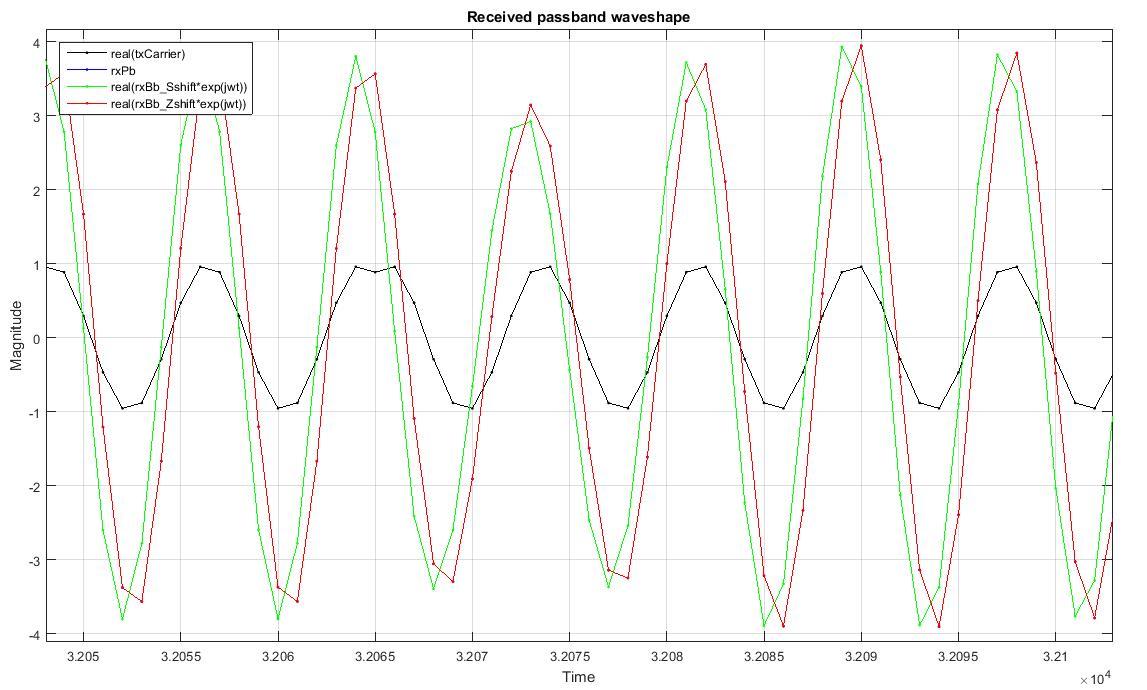 Received passband waveshape
real(txCarrier)
rxPb
real(rxBb_Sshift*exp(jwt))
real(rxBb_Zshift*exp(jwt))
4
3
2
1
0
-1
-2
-3
-4
Magnitude
3.205 3.2055 3.206 3.2065 3.207 3.2075 3.208 3.2085 3.209 3.2095 3.21
Time
×10^4